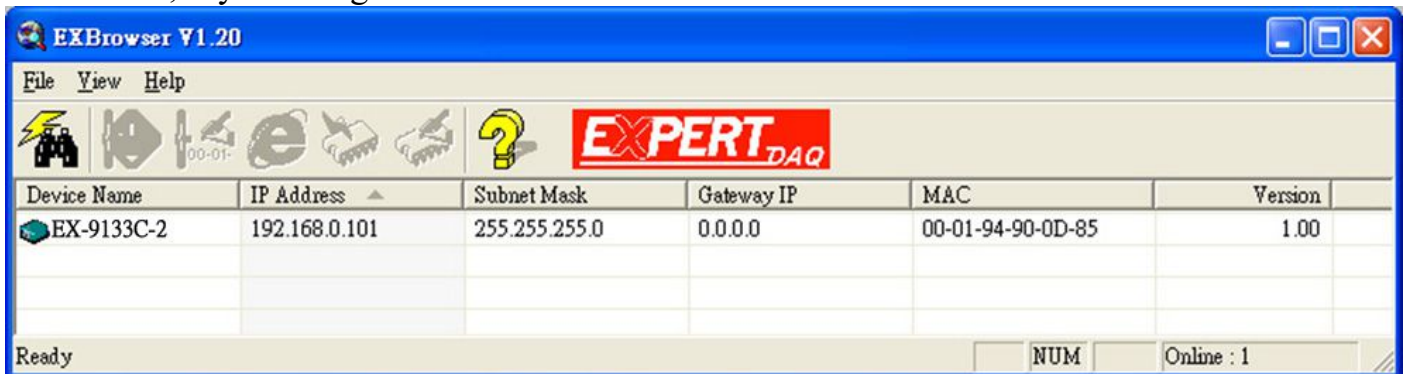 EXBrowser V1.20
File View Help
00-01-
EXPERT DAQ
Device Name IP Address Subnet Mask Gateway IP MAC Version
EX-9133C-2 192.168.0.101 255.255.255.0 0.0.0.0 00-01-94-90-0D-85 1.00
Ready NUM Online : 1